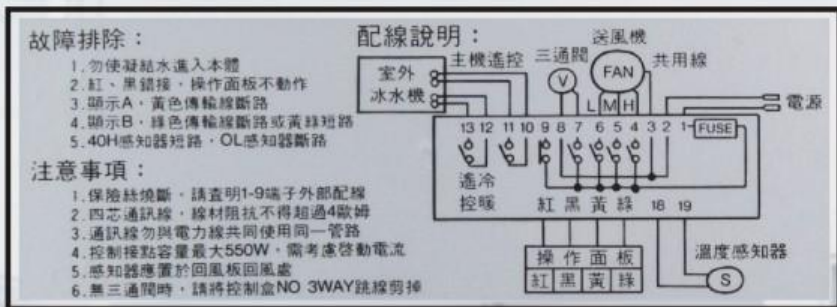 故障排除：
1.勿使凝結水進入本體
2.紅、黑錯接，操作面板不動作
3.顯示A，黃色傳輸線斷路
4.顯示B，綠色傳輸線斷路或黃綠短路
5.40H感知器短路，OL感知器斷路
注意事項：
1.保險絲燒斷，請查明1-9端子外部配線
2.四芯通訊線，線材阻抗不得超過4歐姆
3.通訊線勿與電力線共同使用同一管路
4.控制接點容量最大550W，需考慮啓動電流
5.感知器應置於回風板回風處
6.無三通閥時，請將控制盒NO 3WAY跳線剪掉
配線說明：
室外
冰水機
主機遙控
三通閥
V
送風機
FAN
共用線
L M H
電源
13 12 11 10 9 8 7 6 5 4 3 2 1 FUSE
遙冷
控暖
紅 黑 黃 綠 18 19
操作面板
紅 黑 黃 綠
溫度感知器
S